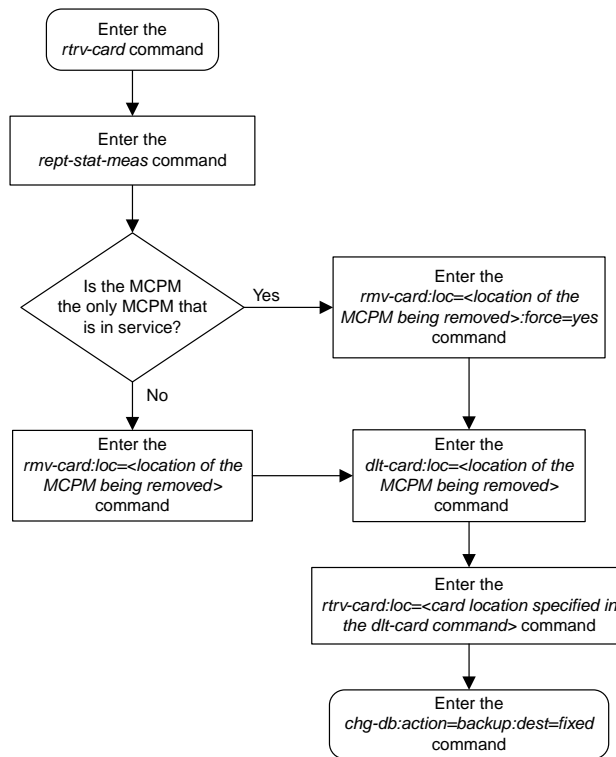 Enter the
rtrv-card command
Enter the
rept-stat-meas command
Is the MCPM
the only MCPM that
is in service?
Yes
Enter the
rmv-card:loc=<location of the
MCPM being removed>:force=yes
command
No
Enter the
rmv-card:loc=<location of the
MCPM being removed>
command
Enter the
dlt-card:loc=<location of the
MCPM being removed>
command
Enter the
rtrv-card:loc=<card location specified in
the dlt-card command> command
Enter the
chg-db:action=backup:dest=fixed
command